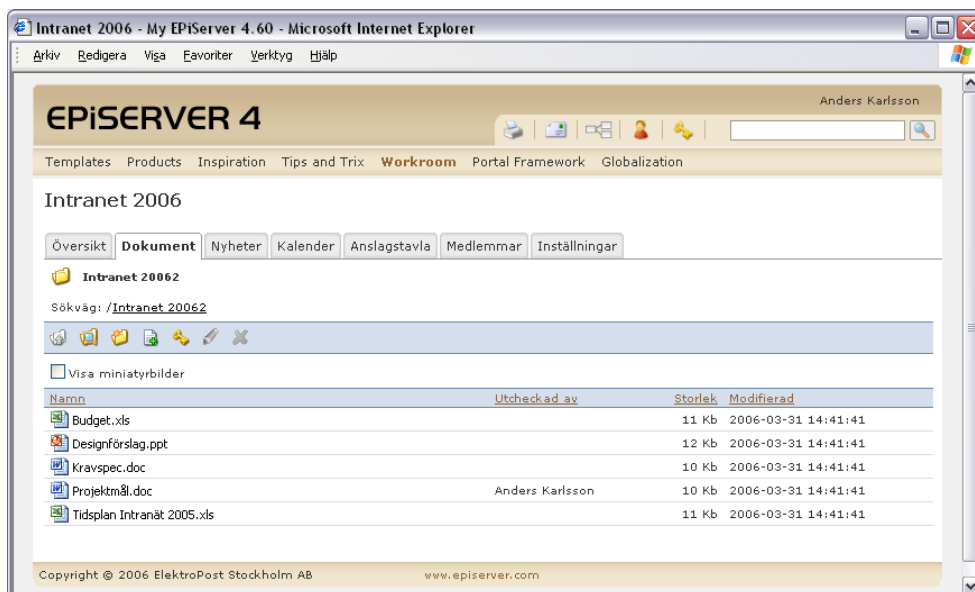 Intranet 2006 - My EPiServer 4.60 - Microsoft Internet Explorer
Arkiv Redigera Visa Favoriter Verktyg Hjälp
Anders Karlsson
EPiSERVER 4
Templates Products Inspiration Tips and Trix Workroom Portal Framework Globalization
Intranet 2006
Översikt Dokument Nyheter Kalender Anslagstavla Medlemmar Inställningar
Intranet 20062
Sökväg: /Intranet 20062
Visa miniatyrbilder
Namn Utcheckad av Storlek Modifierad
Budget.xls 11 Kb 2006-03-31 14:41:41
Designförslag.ppt 12 Kb 2006-03-31 14:41:41
Kravspec.doc 10 Kb 2006-03-31 14:41:41
Projektmål.doc Anders Karlsson 10 Kb 2006-03-31 14:41:41
Tidsplan Intranät 2005.xls 11 Kb 2006-03-31 14:41:41
Copyright © 2006 ElektroPost Stockholm AB www.episerver.com